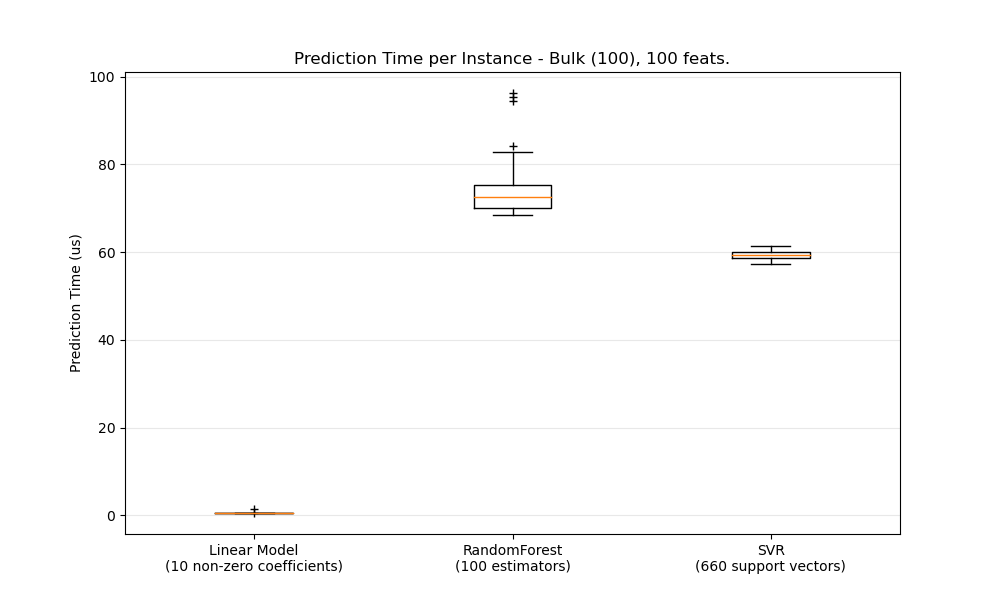 Prediction Time per Instance - Bulk (100), 100 feats.
Prediction Time (us)
100
80
60
40
20
0
Linear Model
(10 non-zero coefficients)
RandomForest
(100 estimators)
SVR
(660 support vectors)